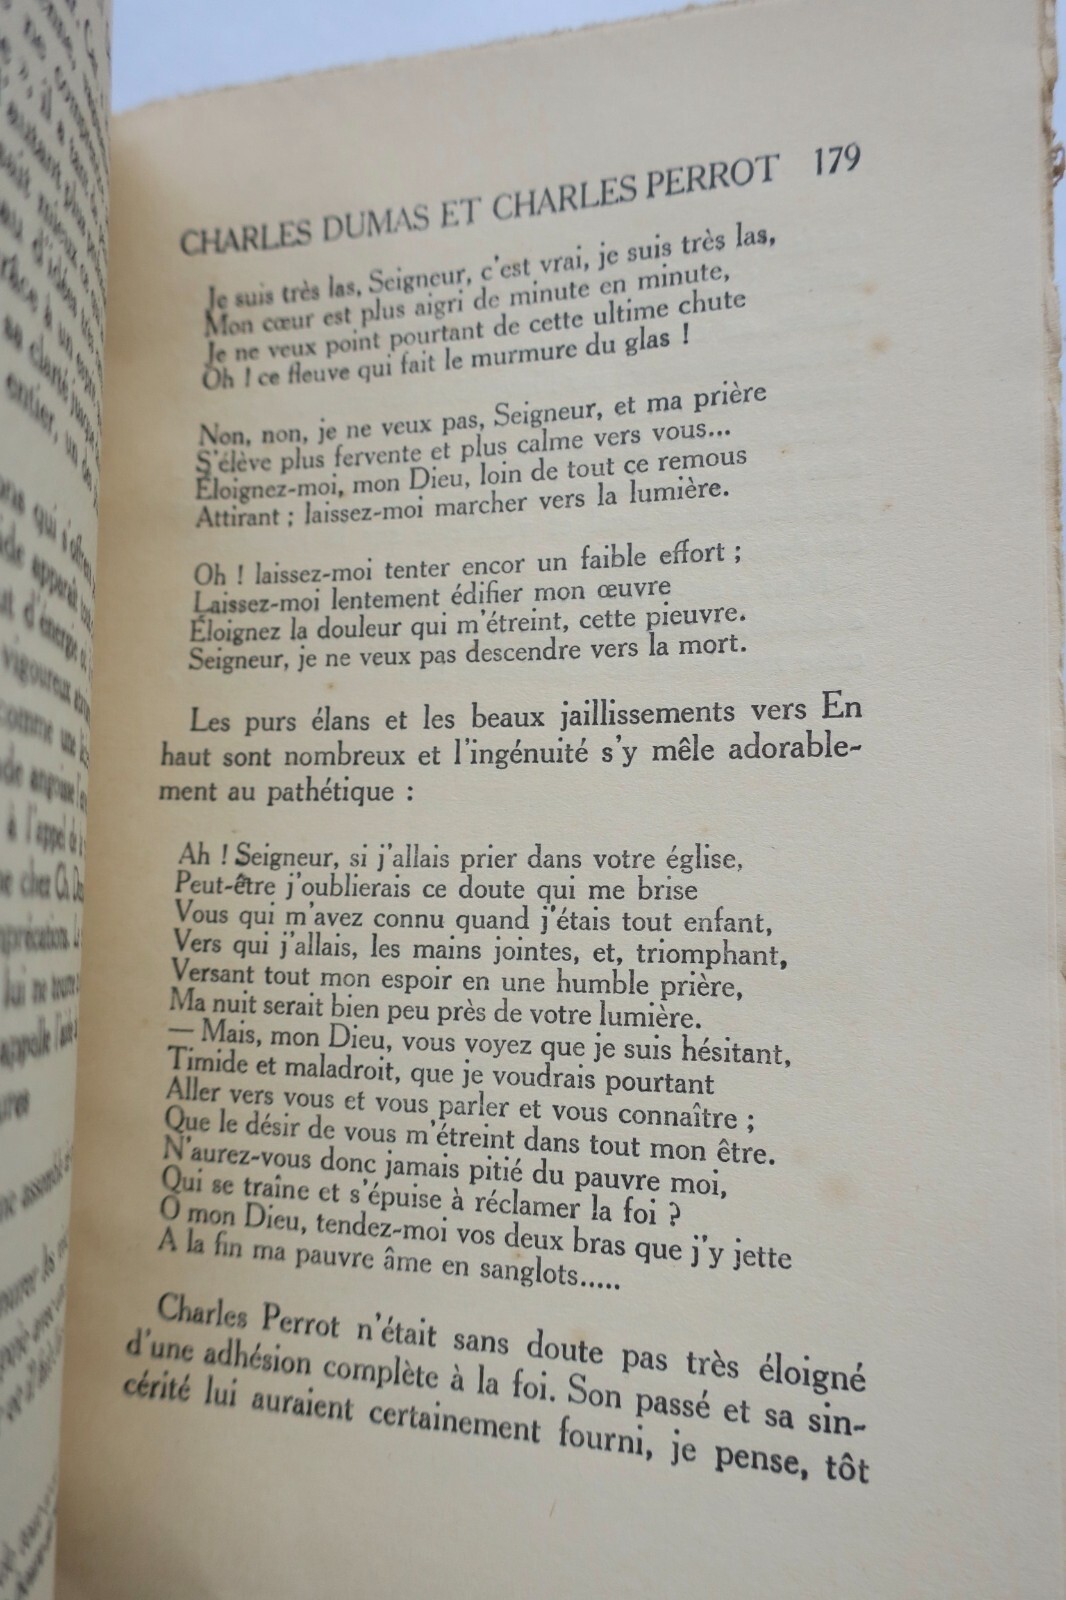 CHARLES DUMAS ET CHARLES PERROT 179
Je suis très las, Seigneur, c'est vrai, je suis très las,
Mon cœur est plus aigri de minute en minute,
Je ne veux point pourtant de cette ultime chute
Oh ! ce fleuve qui fait le murmure du glas !
Non, non, je ne veux pas, Seigneur, et ma prière
S'élève plus fervente et plus calme vers vous...
Éloignez-moi, mon Dieu, loin de tout ce remous
Attirant ; laissez-moi marcher vers la lumière.
Oh ! laissez-moi tenter encor un faible effort ;
Laissez-moi lentement édifier mon œuvre
Éloignez la douleur qui m'étreint, cette pieuvre.
Seigneur, je ne veux pas descendre vers la mort.
Les purs élans et les beaux jaillissements vers En
haut sont nombreux et l'ingénuité s'y mêle adorable-
ment au pathétique :
Ah ! Seigneur, si j'allais prier dans votre église,
Peut-être j'oublierais ce doute qui me brise
Vous qui m'avez connu quand j'étais tout enfant,
Vers qui j'allais, les mains jointes, et, triomphant,
Versant tout mon espoir en une humble prière,
Ma nuit serait bien peu près de votre lumière.
— Mais, mon Dieu, vous voyez que je suis hésitant,
Timide et maladroit, que je voudrais pourtant
Aller vers vous et vous parler et vous connaître ;
Que le désir de vous m'étreint dans tout mon être.
N'aurez-vous donc jamais pitié du pauvre moi,
Qui se traîne et s'épuise à réclamer la foi ?
O mon Dieu, tendez-moi vos deux bras que j'y jette
A la fin ma pauvre âme en sanglots.....
Charles Perrot n'était sans doute pas très éloigné
d'une adhésion complète à la foi. Son passé et sa sin-
cérité lui auraient certainement fourni, je pense, tôt